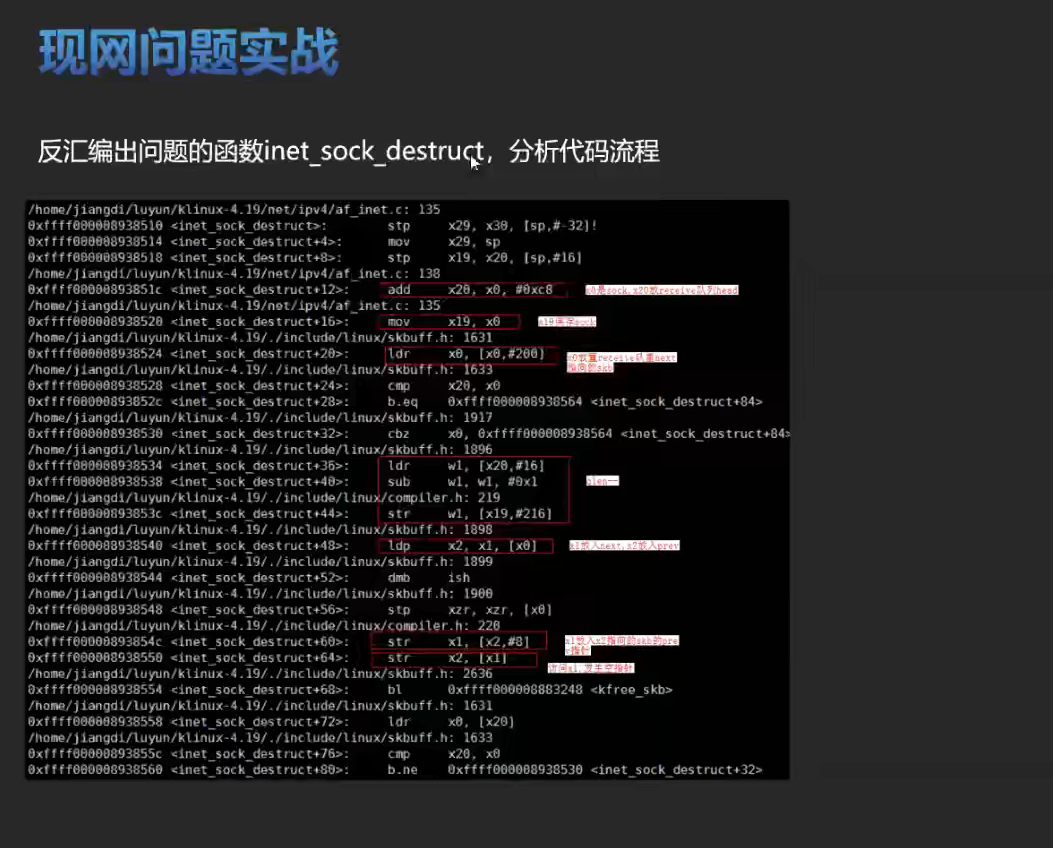 现网问题实战
反汇编出问题的函数inet_sock_destruct，分析代码流程
/home/jiangdi/luyun/klinux-4.19/net/ipv4/af_inet.c: 135
0xffff000008938510 <inet_sock_destruct>: stp x29, x30, [sp,#-32]!
0xffff000008938514 <inet_sock_destruct+4>: mov x29, sp
0xffff000008938518 <inet_sock_destruct+8>: stp x19, x20, [sp,#16]
/home/jiangdi/luyun/klinux-4.19/net/ipv4/af_inet.c: 138
0xffff00000893851c <inet_sock_destruct+12>: add x20, x0, #0xc8 x0是sock,x20取receive队列head
/home/jiangdi/luyun/klinux-4.19/net/ipv4/af_inet.c: 135
0xffff000008938520 <inet_sock_destruct+16>: mov x19, x0 x19保存sock
/home/jiangdi/luyun/klinux-4.19/./include/linux/skbuff.h: 1631
0xffff000008938524 <inet_sock_destruct+20>: ldr x0, [x0,#200] x0放置receive队重next
指向的skb
/home/jiangdi/luyun/klinux-4.19/./include/linux/skbuff.h: 1633
0xffff000008938528 <inet_sock_destruct+24>: cmp x20, x0
0xffff00000893852c <inet_sock_destruct+28>: b.eq 0xffff000008938564 <inet_sock_destruct+84>
/home/jiangdi/luyun/klinux-4.19/./include/linux/skbuff.h: 1917
0xffff000008938530 <inet_sock_destruct+32>: cbz x0, 0xffff000008938564 <inet_sock_destruct+84>
/home/jiangdi/luyun/klinux-4.19/./include/linux/skbuff.h: 1896
0xffff000008938534 <inet_sock_destruct+36>: ldr w1, [x20,#16]
0xffff000008938538 <inet_sock_destruct+40>: sub w1, w1, #0x1 qlen--
/home/jiangdi/luyun/klinux-4.19/./include/linux/compiler.h: 219
0xffff00000893853c <inet_sock_destruct+44>: str w1, [x19,#216]
/home/jiangdi/luyun/klinux-4.19/./include/linux/skbuff.h: 1898
0xffff000008938540 <inet_sock_destruct+48>: ldp x2, x1, [x0] x1放入next,x2放入prev
/home/jiangdi/luyun/klinux-4.19/./include/linux/skbuff.h: 1899
0xffff000008938544 <inet_sock_destruct+52>: dmb ish
/home/jiangdi/luyun/klinux-4.19/./include/linux/skbuff.h: 1900
0xffff000008938548 <inet_sock_destruct+56>: stp xzr, xzr, [x0]
/home/jiangdi/luyun/klinux-4.19/./include/linux/compiler.h: 220
0xffff00000893854c <inet_sock_destruct+60>: str x1, [x2,#8] x1放入x2指向的skb的pre
v指针
0xffff000008938550 <inet_sock_destruct+64>: str x2, [x1] 访问x1,发生空指针
/home/jiangdi/luyun/klinux-4.19/./include/linux/skbuff.h: 2636
0xffff000008938554 <inet_sock_destruct+68>: bl 0xffff000008883248 <kfree_skb>
/home/jiangdi/luyun/klinux-4.19/./include/linux/skbuff.h: 1631
0xffff000008938558 <inet_sock_destruct+72>: ldr x0, [x20]
/home/jiangdi/luyun/klinux-4.19/./include/linux/skbuff.h: 1633
0xffff00000893855c <inet_sock_destruct+76>: cmp x20, x0
0xffff000008938560 <inet_sock_destruct+80>: b.ne 0xffff000008938530 <inet_sock_destruct+32>